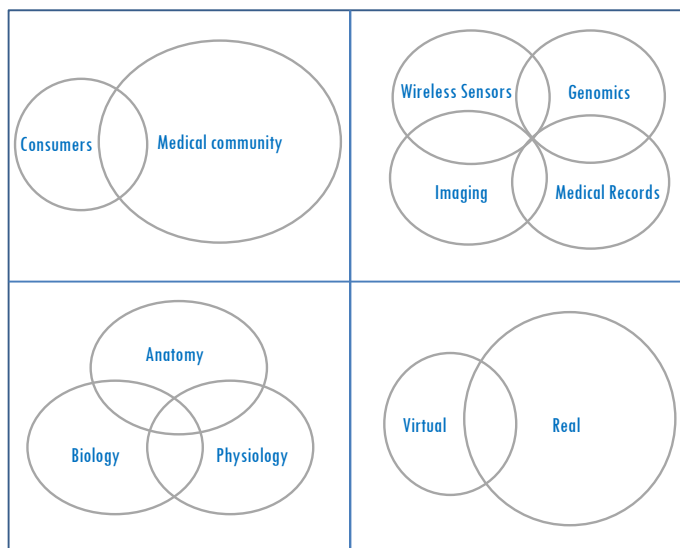 Consumers
Medical community
Wireless Sensors
Genomics
Imaging
Medical Records
Anatomy
Biology
Physiology
Virtual
Real